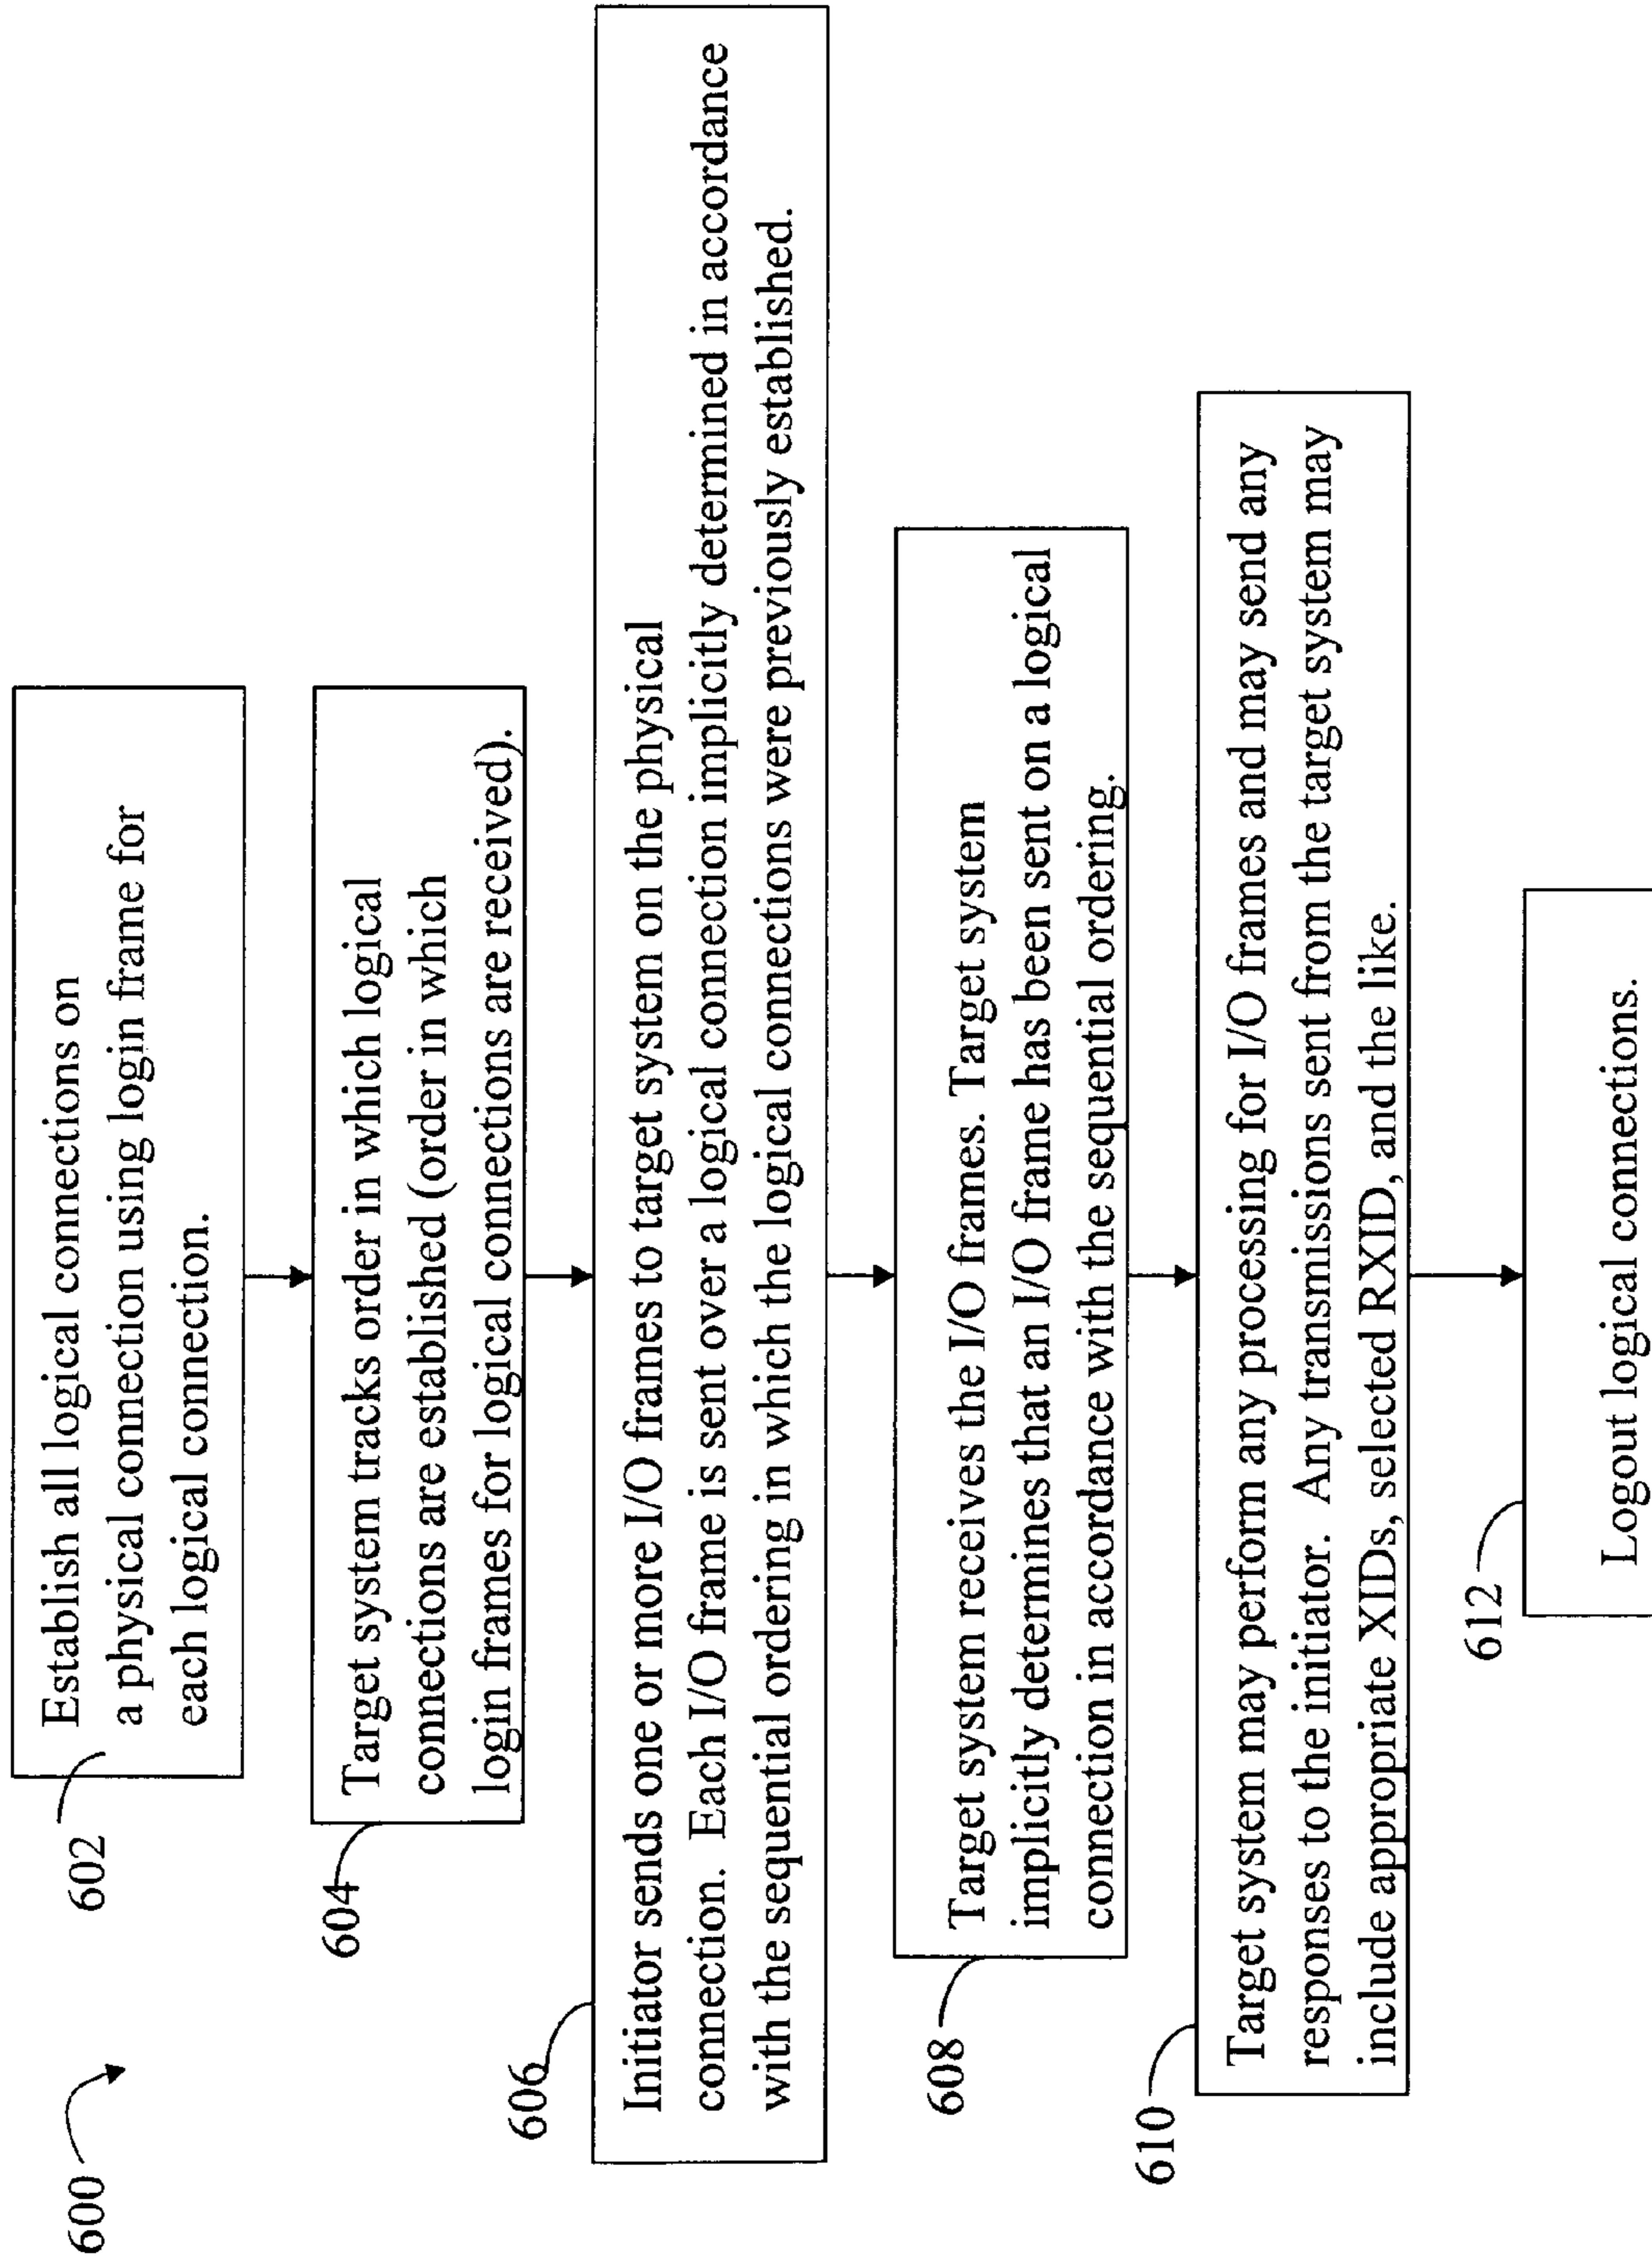 600
602
Establish all logical connections on
a physical connection using login frame for
each logical connection.
604
Target system tracks order in which logical
connections are established (order in which
login frames for logical connections are received).
606
Initiator sends one or more I/O frames to target system on the physical
connection. Each I/O frame is sent over a logical connection implicitly determined in accordance
with the sequential ordering in which the logical connections were previously established.
608
Target system receives the I/O frames. Target system
implicitly determines that an I/O frame has been sent on a logical
connection in accordance with the sequential ordering.
610
Target system may perform any processing for I/O frames and may send any
responses to the initiator. Any transmissions sent from the target system may
include appropriate XIDs, selected RXID, and the like.
612
Logout logical connections.